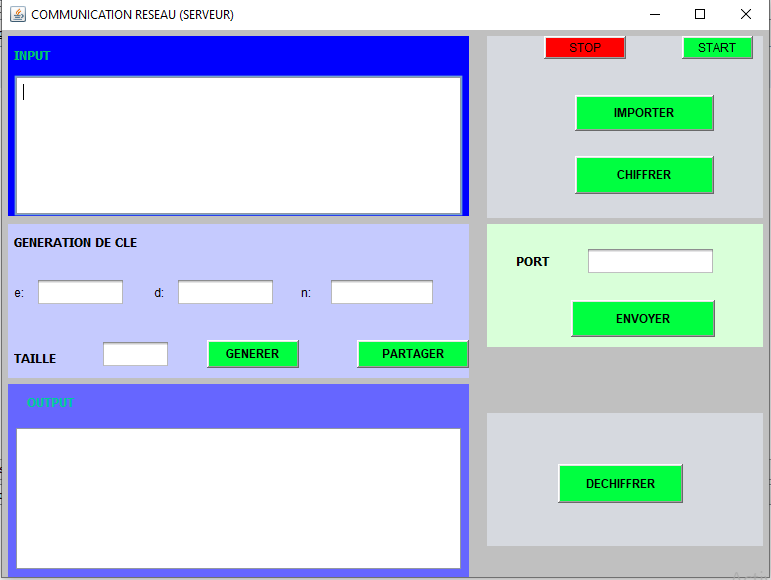 COMMUNICATION RESEAU (SERVEUR)
INPUT
STOP
START
IMPORTER
CHIFFRER
GENERATION DE CLE
e:
d:
n:
TAILLE
GENERER
PARTAGER
PORT
ENVOYER
OUTPUT
DECHIFFRER